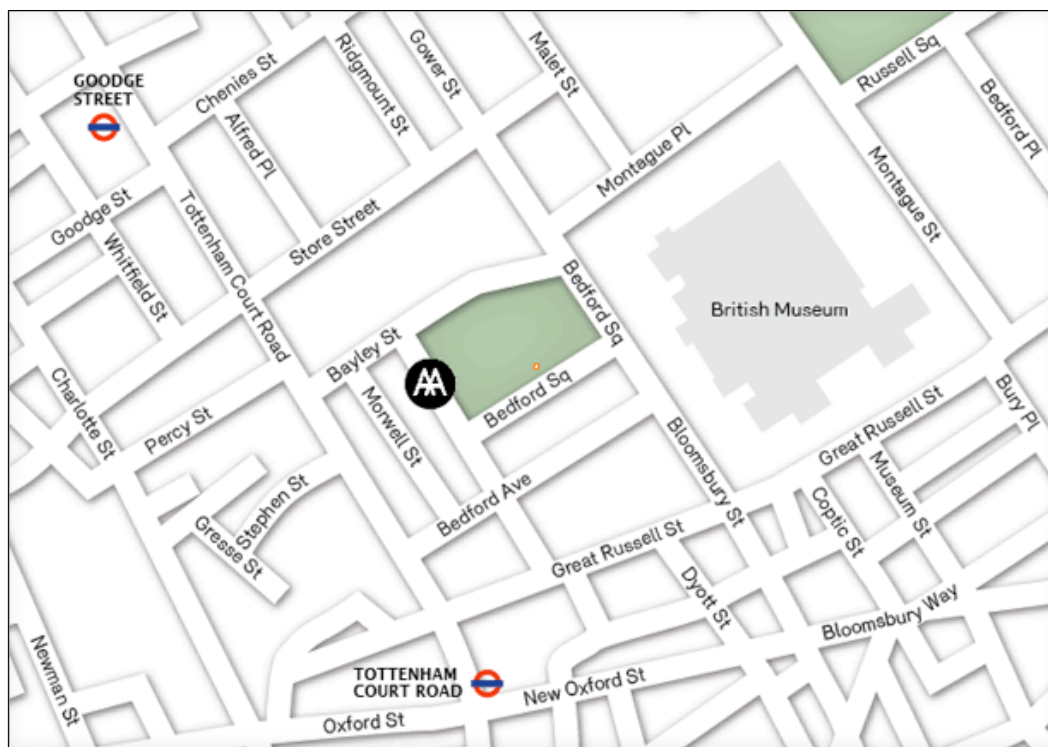 GOODGE
STREET
Chenies St
Ridgmount St
Gower St
Malet St
Russell Sq
Bedford Pl
Alfred Pl
Montague Pl
Montague St
Goodge St
Tottenham Court Road
Store Street
Whitfield St
Bedford Sq
British Museum
Bayley St
AA
Charlotte St
Percy St
Morwell St
Bedford Sq
Bloomsbury St
Great Russell St
Bury Pl
Museum St
Coptic St
Stephen St
Gresse St
Bedford Ave
Great Russell St
Dyott St
Bloomsbury Way
Newman St
TOTTENHAM
COURT ROAD
New Oxford St
Oxford St